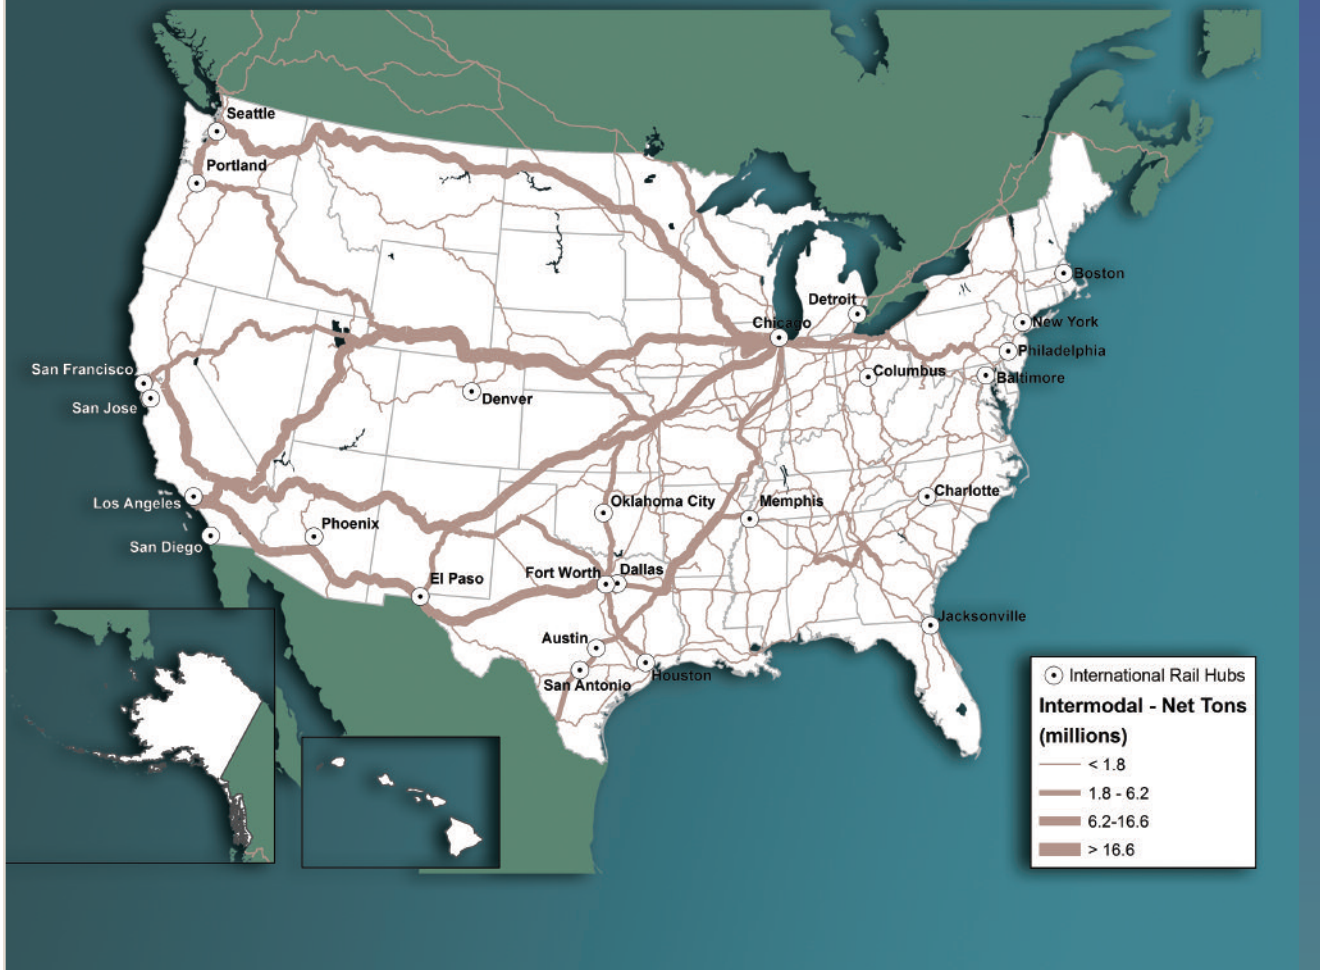 Seattle
Portland
Boston
Detroit
Chicago
New York
Philadelphia
San Francisco
Columbus
Baltimore
San Jose
Denver
Los Angeles
Oklahoma City
Memphis
Charlotte
Phoenix
San Diego
El Paso
Fort Worth
Dallas
Jacksonville
Austin
San Antonio
Houston
International Rail Hubs
Intermodal - Net Tons
(millions)
< 1.8
1.8 - 6.2
6.2-16.6
> 16.6